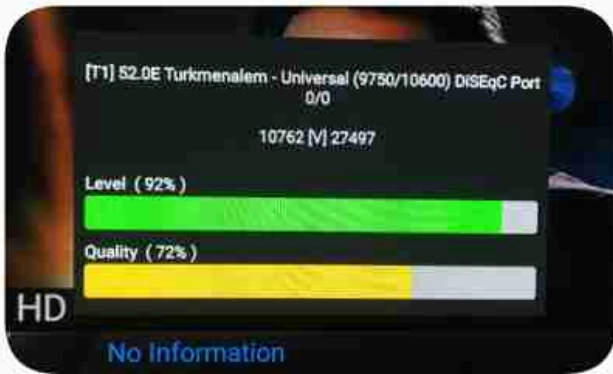 [T1] 52.0E Turkmenalem - Universal (9750/10600) DiSEqC Port
0/0
10762 [V] 27497
Level ( 92% )
Quality ( 72% )
HD
No Information